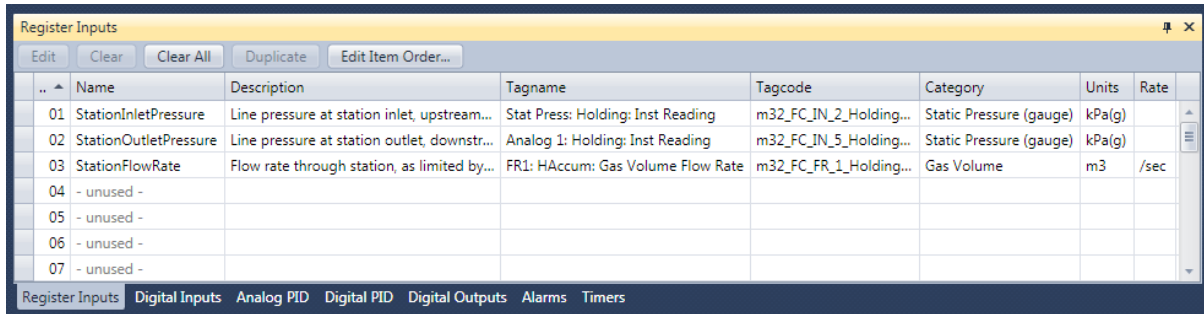 Register Inputs
Edit Clear Clear All Duplicate Edit Item Order...
.. Name Description Tagname Tagcode Category Units Rate
01 StationInletPressure Line pressure at station inlet, upstream... Stat Press: Holding: Inst Reading m32_FC_IN_2_Holding... Static Pressure (gauge) kPa(g)
02 StationOutletPressure Line pressure at station outlet, downstr... Analog 1: Holding: Inst Reading m32_FC_IN_5_Holding... Static Pressure (gauge) kPa(g)
03 StationFlowRate Flow rate through station, as limited by... FR1: HAccum: Gas Volume Flow Rate m32_FC_FR_1_Holding... Gas Volume m3 /sec
04 - unused -
05 - unused -
06 - unused -
07 - unused -
Register Inputs Digital Inputs Analog PID Digital PID Digital Outputs Alarms Timers